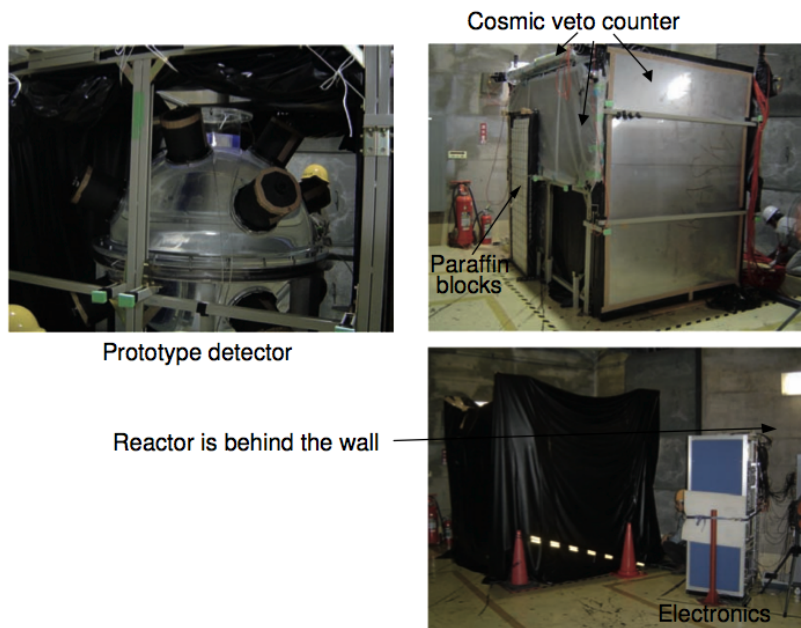 Cosmic veto counter
Paraffin
blocks
Prototype detector
Reactor is behind the wall
Electronics